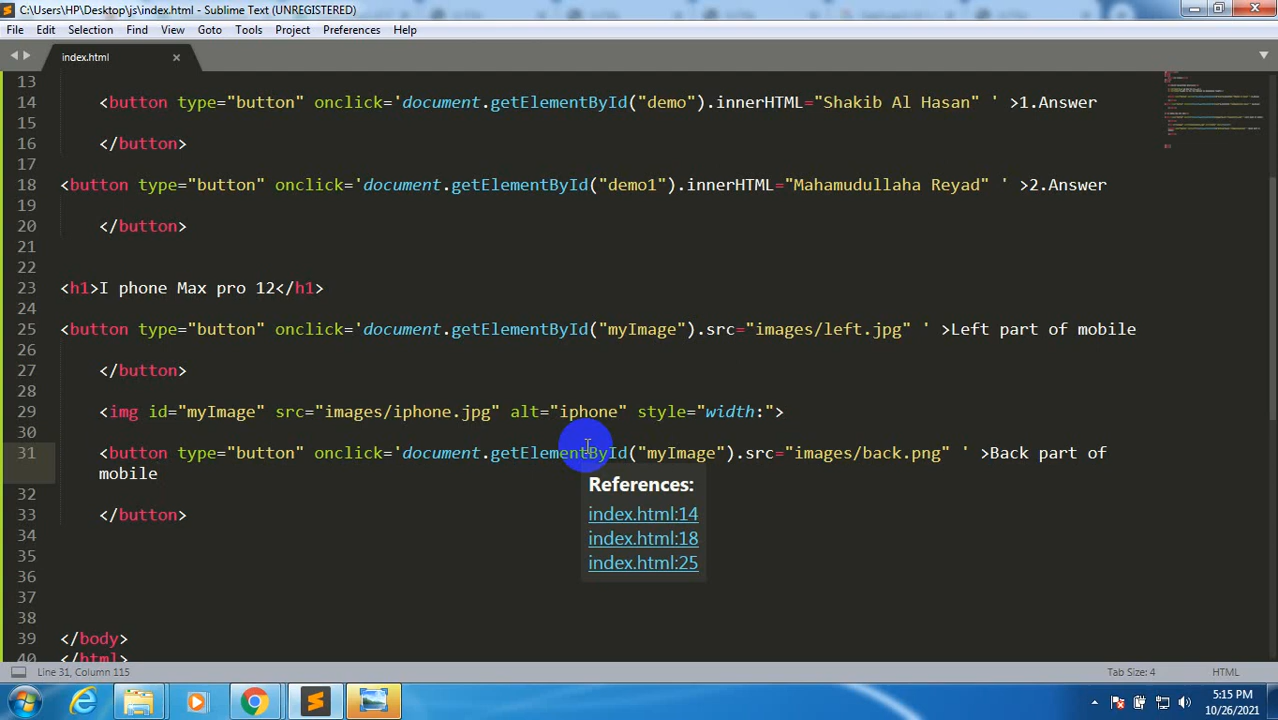 C:\Users\HP\Desktop\js\index.html - Sublime Text (UNREGISTERED)
File Edit Selection Find View Goto Tools Project Preferences Help
index.html
13
14 <button type="button" onclick='document.getElementById("demo").innerHTML="Shakib Al Hasan" ' >1.Answer
15
16 </button>
17
18 <button type="button" onclick='document.getElementById("demo1").innerHTML="Mahamudullaha Reyad" ' >2.Answer
19
20 </button>
21
22
23 <h1>I phone Max pro 12</h1>
24
25 <button type="button" onclick='document.getElementById("myImage").src="images/left.jpg" ' >Left part of mobile
26
27 </button>
28
29 <img id="myImage" src="images/iphone.jpg" alt="iphone" style="width:">
30
31 <button type="button" onclick='document.getElementById("myImage").src="images/back.png" ' >Back part of
mobile
References:
32
index.html:14
33 </button>
34
index.html:18
35
index.html:25
36
37
38
39 </body>
40 </html>
Line 31, Column 115
Tab Size: 4
HTML
5:15 PM
10/26/2021